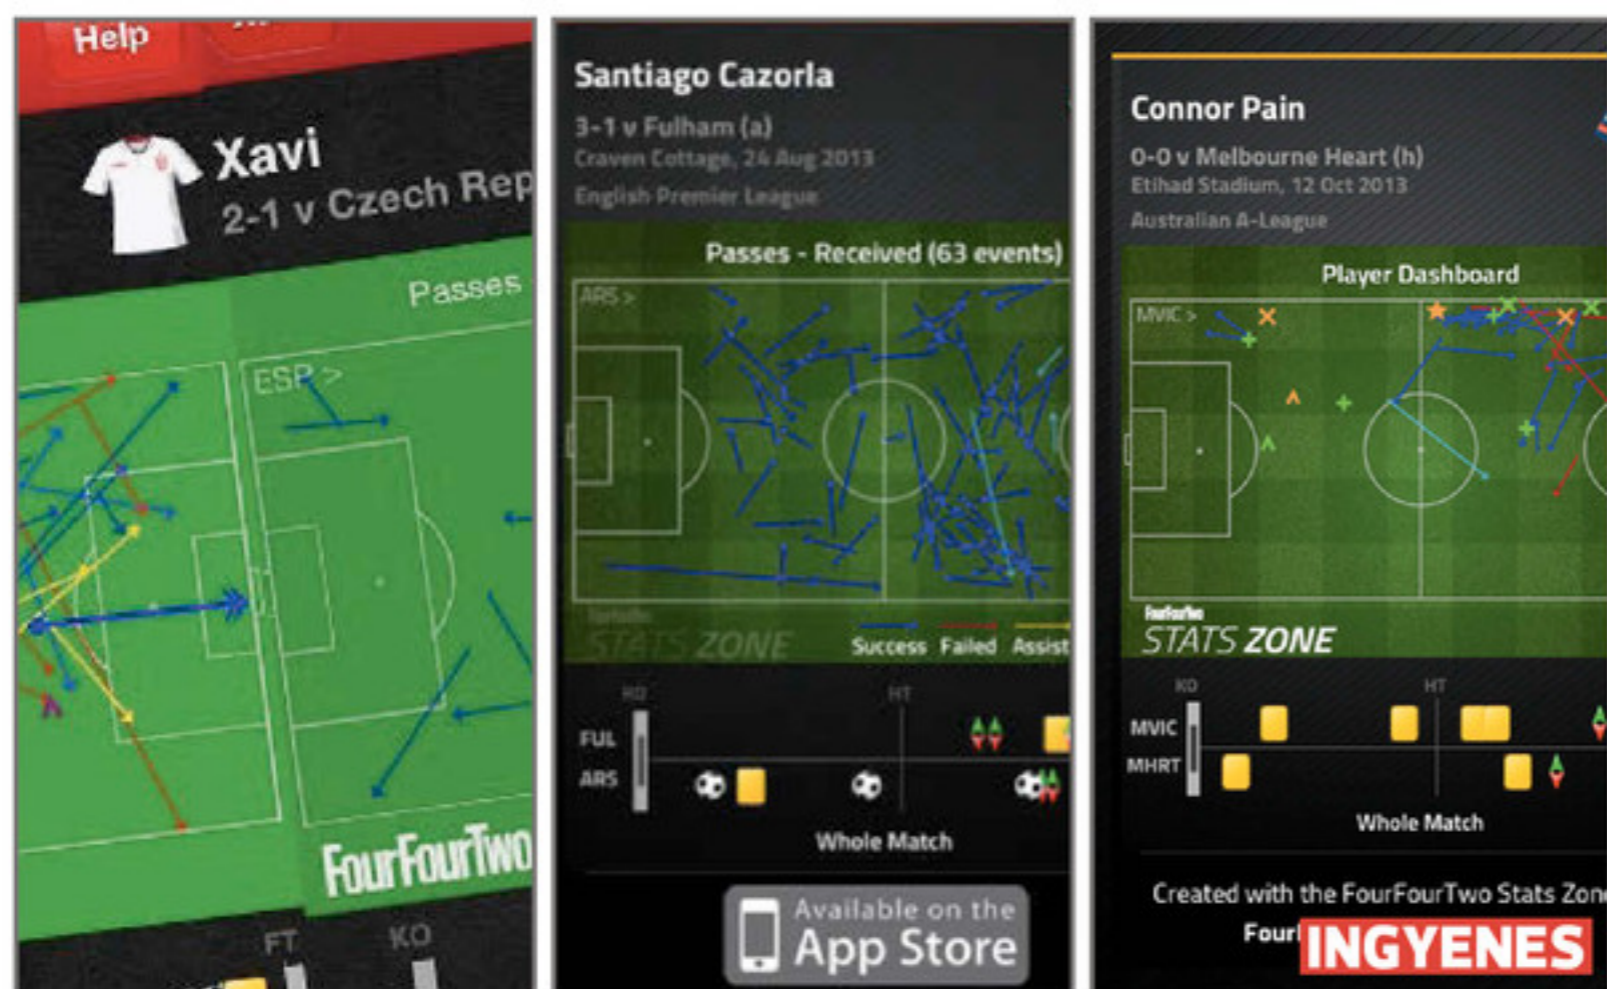 Help
Xavi
2-1 v Czech Rep
Passes
ESP >
FourFourTwo
FT
KO
Santiago Cazorla
3-1 v Fulham (a)
Craven Cottage, 24 Aug 2013
English Premier League
Passes - Received (63 events)
ARS >
STATS ZONE
Success Failed Assist
KO HT
FUL
ARS
Whole Match
Available on the
App Store
Connor Pain
0-0 v Melbourne Heart (h)
Etihad Stadium, 12 Oct 2013
Australian A-League
Player Dashboard
MVIC >
FourFourTwo
STATS ZONE
KO HT
MVIC
MHRT
Whole Match
Created with the FourFourTwo Stats Zone
INGYENES